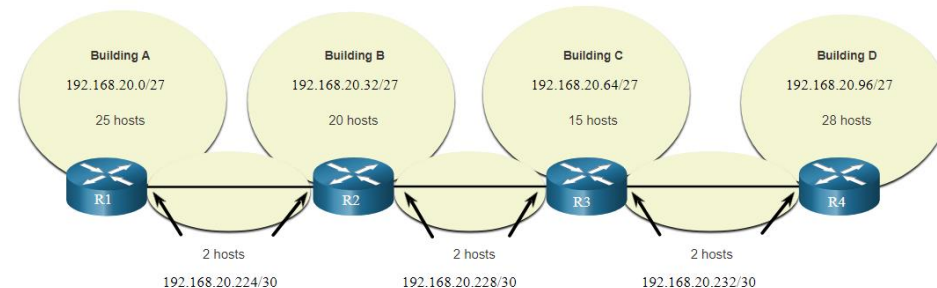 Building A
192.168.20.0/27
25 hosts
Building B
192.168.20.32/27
20 hosts
Building C
192.168.20.64/27
15 hosts
Building D
192.168.20.96/27
28 hosts
R1
R2
R3
R4
2 hosts
192.168.20.224/30
2 hosts
192.168.20.228/30
2 hosts
192.168.20.232/30